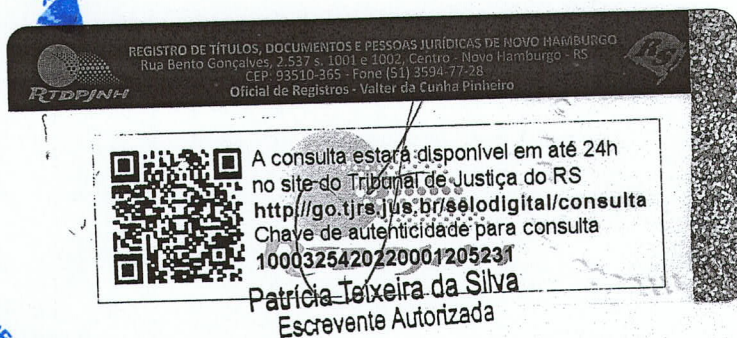 REGISTRO DE TÍTULOS, DOCUMENTOS E PESSOAS JURÍDICAS DE NOVO HAMBURGO
Rua Bento Gonçalves, 2.537 s. 1001 e 1002, Centro - Novo Hamburgo - RS
CEP: 93510-365 - Fone (51) 3594-77-28
Oficial de Registros - Valter da Cunha Pinheiro
RTDPJNH
A consulta estará disponível em até 24h
no site do Tribunal de Justiça do RS
http://go.tjrs.jus.br/selodigital/consulta
Chave de autenticidade para consulta
1000325420220001205231
Patrícia Teixeira da Silva
Escrevente Autorizada